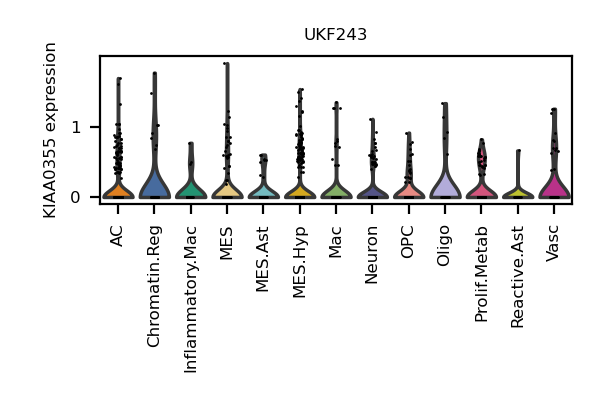 UKF243
KIAA0355 expression
1
0
AC
Chromatin.Reg
Inflammatory.Mac
MES
MES.Ast
MES.Hyp
Mac
Neuron
OPC
Oligo
Prolif.Metab
Reactive.Ast
Vasc